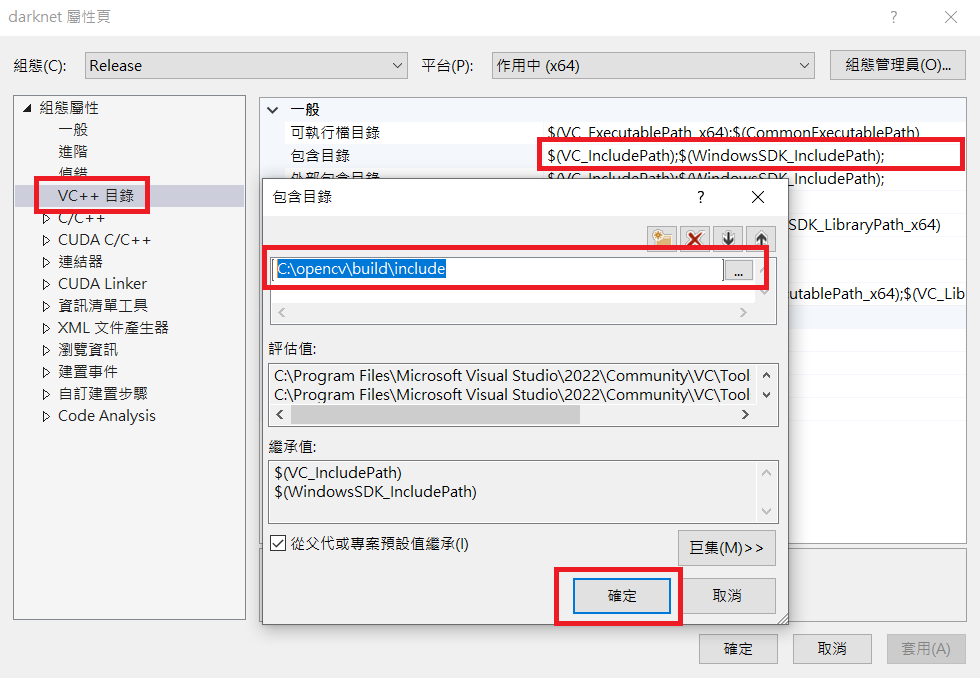 darknet 屬性頁
組態(C):
Release
平台(P):
作用中 (x64)
組態管理員(O)...
組態屬性
一般
進階
偵錯
VC++ 目錄
C/C++
CUDA C/C++
連結器
CUDA Linker
資訊清單工具
XML 文件產生器
瀏覽資訊
建置事件
自訂建置步驟
Code Analysis
一般
可執行檔目錄 $(VC_ExecutablePath_x64);$(CommonExecutablePath)
包含目錄 $(VC_IncludePath);$(WindowsSDK_IncludePath);
外部包含目錄 $(VC_IncludePath);$(WindowsSDK_IncludePath);
SDK_LibraryPath_x64)
utablePath_x64);$(VC_Lib
包含目錄
C:\opencv\build\include
...
評估值:
C:\Program Files\Microsoft Visual Studio\2022\Community\VC\Tool
C:\Program Files\Microsoft Visual Studio\2022\Community\VC\Tool
繼承值:
$(VC_IncludePath)
$(WindowsSDK_IncludePath)
從父代或專案預設值繼承(I)
巨集(M)>>
確定
取消
確定
取消
套用(A)